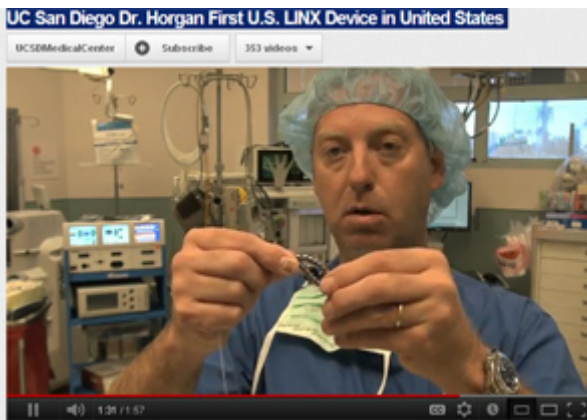 UC San Diego Dr. Horgan First U.S. LINX Device in United States
UCSDMedicalCenter Subscribe 353 videos
1:31 / 1:57
CC